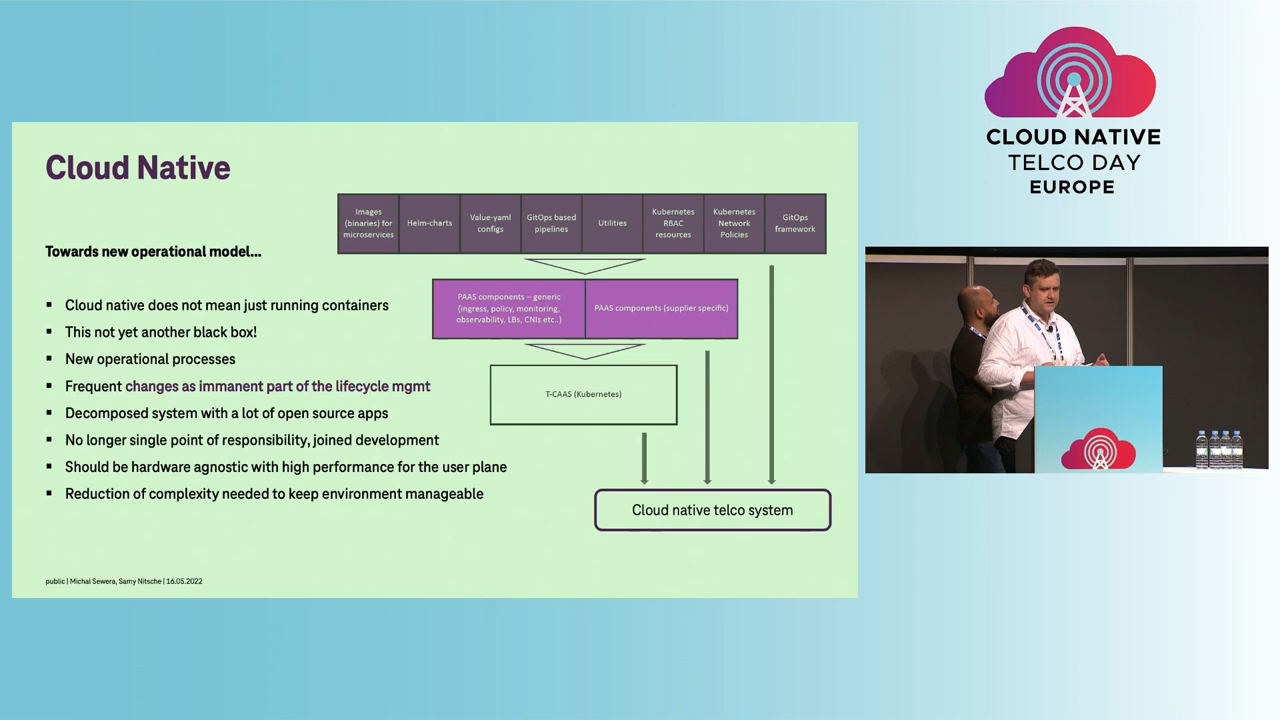 CLOUD NATIVE
TELCO DAY
EUROPE
Cloud Native
Towards new operational model...
▪ Cloud native does not mean just running containers
▪ This not yet another black box!
▪ New operational processes
▪ Frequent changes as immanent part of the lifecycle mgmt
▪ Decomposed system with a lot of open source apps
▪ No longer single point of responsibility, joined development
▪ Should be hardware agnostic with high performance for the user plane
▪ Reduction of complexity needed to keep environment manageable
Images
(binaries) for
microservices
Helm-charts
Value-yaml
configs
GitOps based
pipelines
Utilities
Kubernetes
RBAC
resources
Kubernetes
Network
Policies
GitOps
framework
PAAS components – generic
(ingress, policy, monitoring,
observability, LBs, CNIs etc..)
PAAS components (supplier specific)
T-CAAS (Kubernetes)
Cloud native telco system
public | Michal Sewera, Samy Nitsche | 16.05.2022